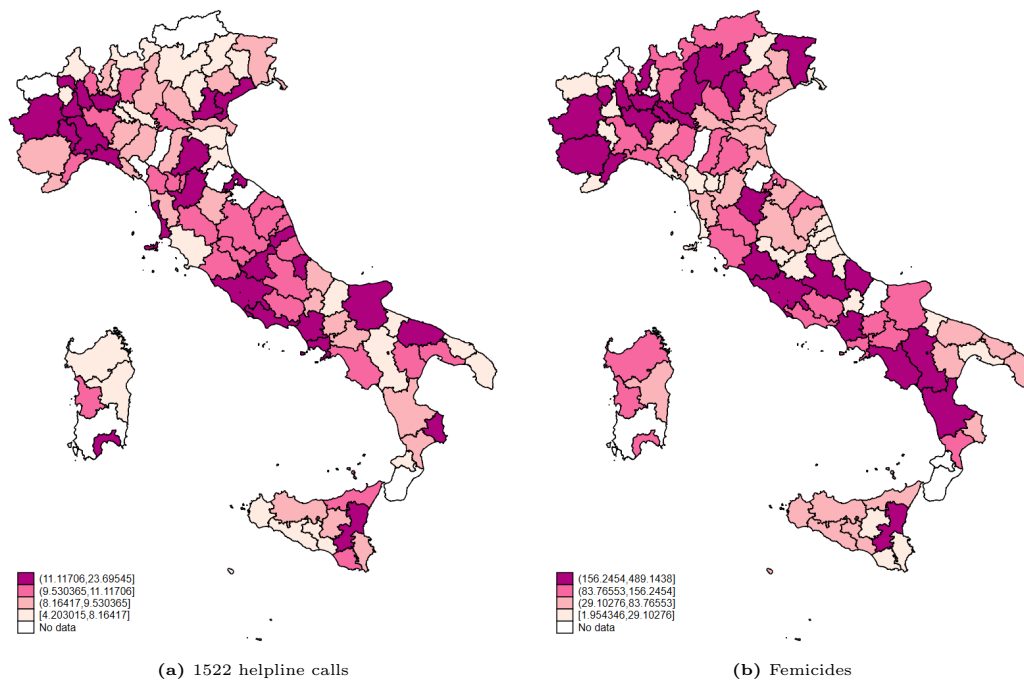 (11.11706,23.69545]
(9.530365,11.11706]
(8.16417,9.530365]
[4.203015,8.16417]
No data
(156.2454,489.1438]
(83.76553,156.2454]
(29.10276,83.76553]
[1.954346,29.10276]
No data
(a) 1522 helpline calls
(b) Femicides